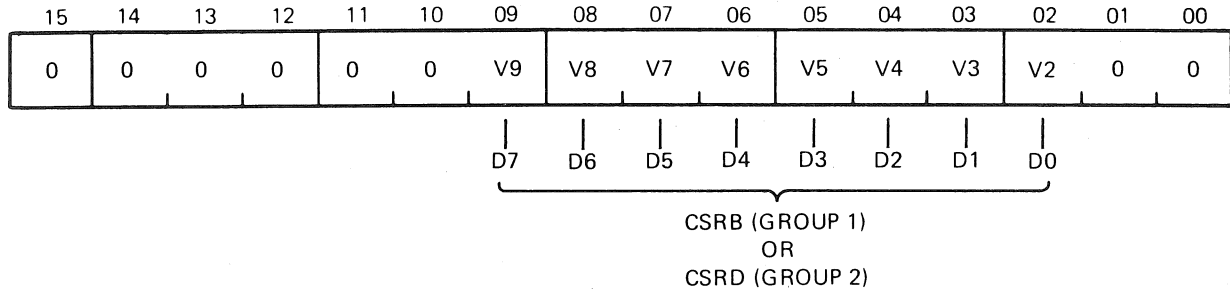 15 14 13 12 11 10 09 08 07 06 05 04 03 02 01 00
0 0 0 0 0 0 V9 V8 V7 V6 V5 V4 V3 V2 0 0
D7 D6 D5 D4 D3 D2 D1 D0
CSRB (GROUP 1)
OR
CSRD (GROUP 2)